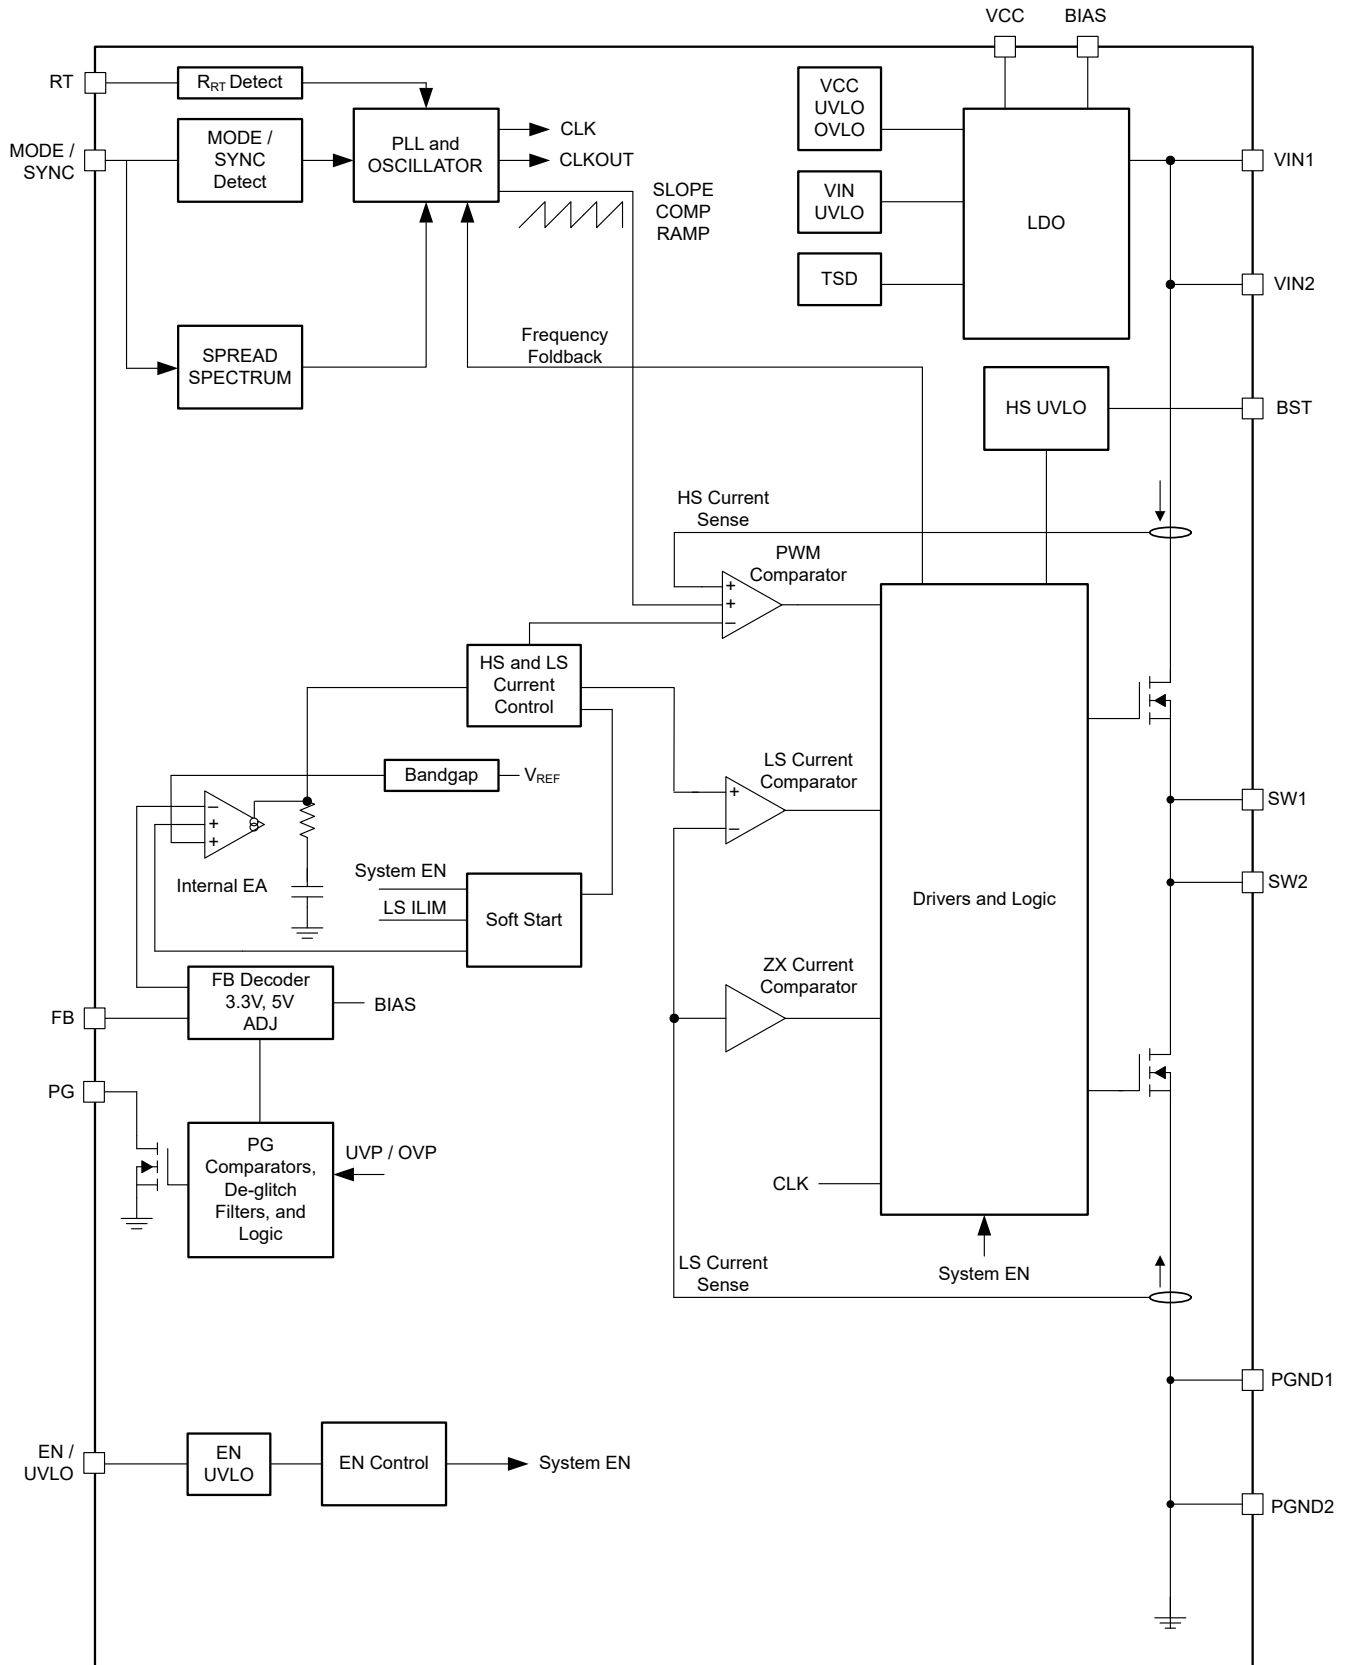 VCC
BIAS
RT
RRT Detect
MODE /
SYNC
MODE /
SYNC
Detect
PLL and
OSCILLATOR
CLK
CLKOUT
SLOPE
COMP
RAMP
VCC
UVLO
OVLO
VIN
UVLO
TSD
LDO
VIN1
VIN2
SPREAD
SPECTRUM
Frequency
Foldback
HS UVLO
BST
HS Current
Sense
PWM
Comparator
+
+
–
HS and LS
Current
Control
Bandgap
VREF
LS Current
Comparator
+
–
SW1
–
+
+
Internal EA
System EN
LS ILIM
Soft Start
SW2
Drivers and Logic
FB Decoder
3.3V, 5V
ADJ
BIAS
FB
ZX Current
Comparator
PG
PG
Comparators,
De-glitch
Filters, and
Logic
UVP / OVP
CLK
System EN
LS Current
Sense
PGND1
EN /
UVLO
EN
UVLO
EN Control
System EN
PGND2